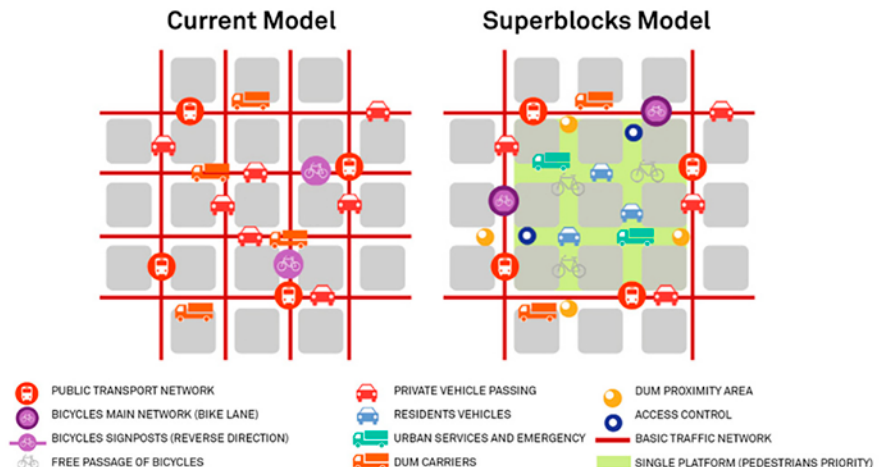 Current Model
Superblocks Model
PUBLIC TRANSPORT NETWORK
BICYCLES MAIN NETWORK (BIKE LANE)
BICYCLES SIGNPOSTS (REVERSE DIRECTION)
FREE PASSAGE OF BICYCLES
PRIVATE VEHICLE PASSING
RESIDENTS VEHICLES
URBAN SERVICES AND EMERGENCY
DUM CARRIERS
DUM PROXIMITY AREA
ACCESS CONTROL
BASIC TRAFFIC NETWORK
SINGLE PLATFORM (PEDESTRIANS PRIORITY)